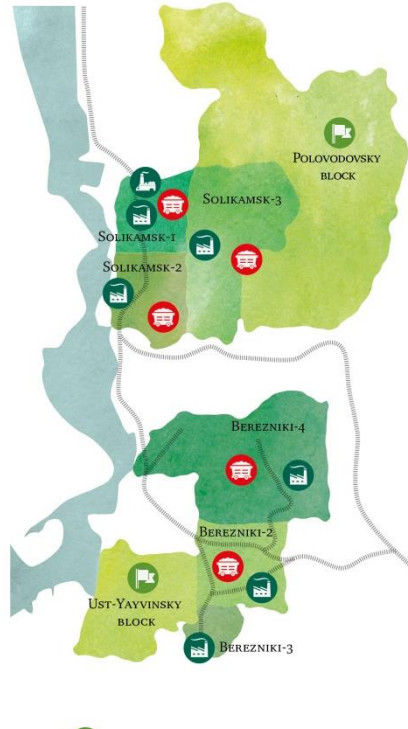 Polovodovsky
block
Solikamsk-3
Solikamsk-1
Solikamsk-2
Berezniki-4
Berezniki-2
Ust-Yayvinsky
block
Berezniki-3